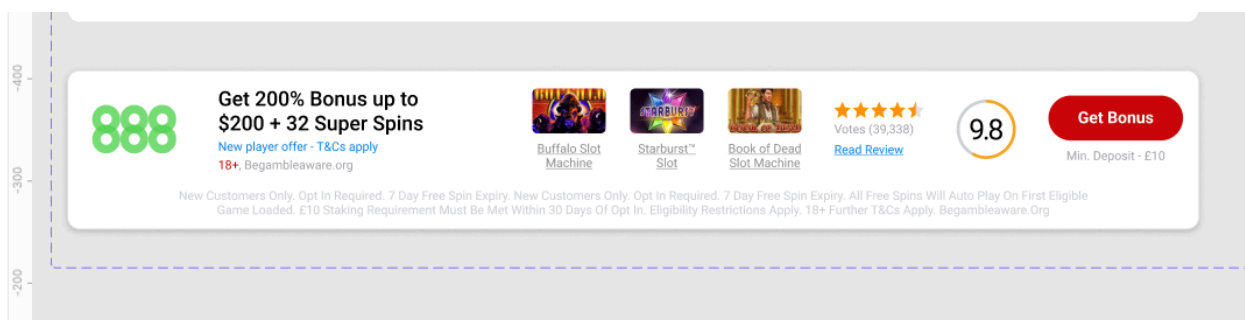 -400
-300
-200
888
Get 200% Bonus up to
$200 + 32 Super Spins
New player offer - T&Cs apply
18+, Begambleaware.org
Buffalo Slot
Machine
STARBURST
Starburst™
Slot
BOOK OF DEAD
Book of Dead
Slot Machine
Votes (39,338)
Read Review
9.8
Get Bonus
Min. Deposit - £10
New Customers Only. Opt In Required. 7 Day Free Spin Expiry. New Customers Only. Opt In Required. 7 Day Free Spin Expiry. All Free Spins Will Auto Play On First Eligible
Game Loaded. £10 Staking Requirement Must Be Met Within 30 Days Of Opt In. Eligibility Restrictions Apply. 18+ Further T&Cs Apply. Begambleaware.Org